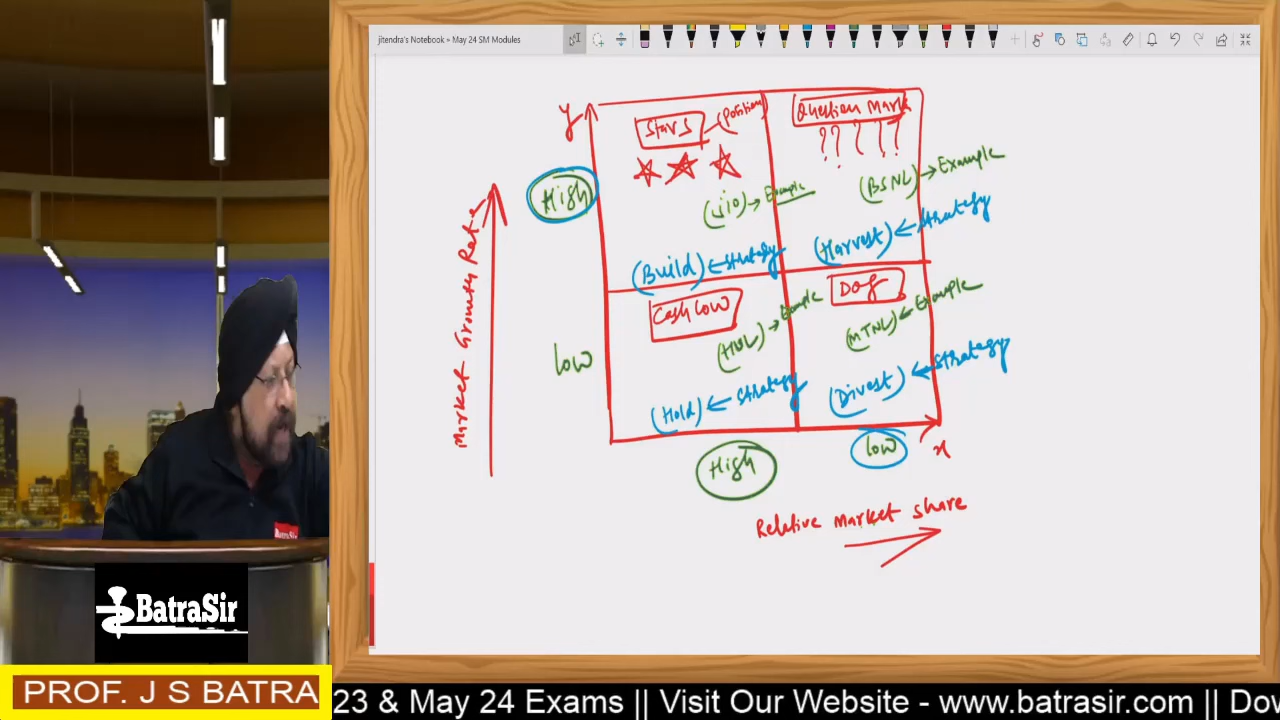 jitendra's Notebook » May 24 SM Modules
y
Stars
(Position)
Question Mark
?? ? ? ?
High
(Jio) → Example
(BSNL) → Example
(Build) ← strategy
(Harvest) ← strategy
Market Growth Rate
Cash Cow
Dog
(HUL) → Example
(MTNL) ← Example
low
(Hold) ← strategy
(Divest) ← strategy
High
low
x
Relative Market share
BatraSir
BatraSir
PROF. J S BATRA
23 & May 24 Exams || Visit Our Website - www.batrasir.com || Dow